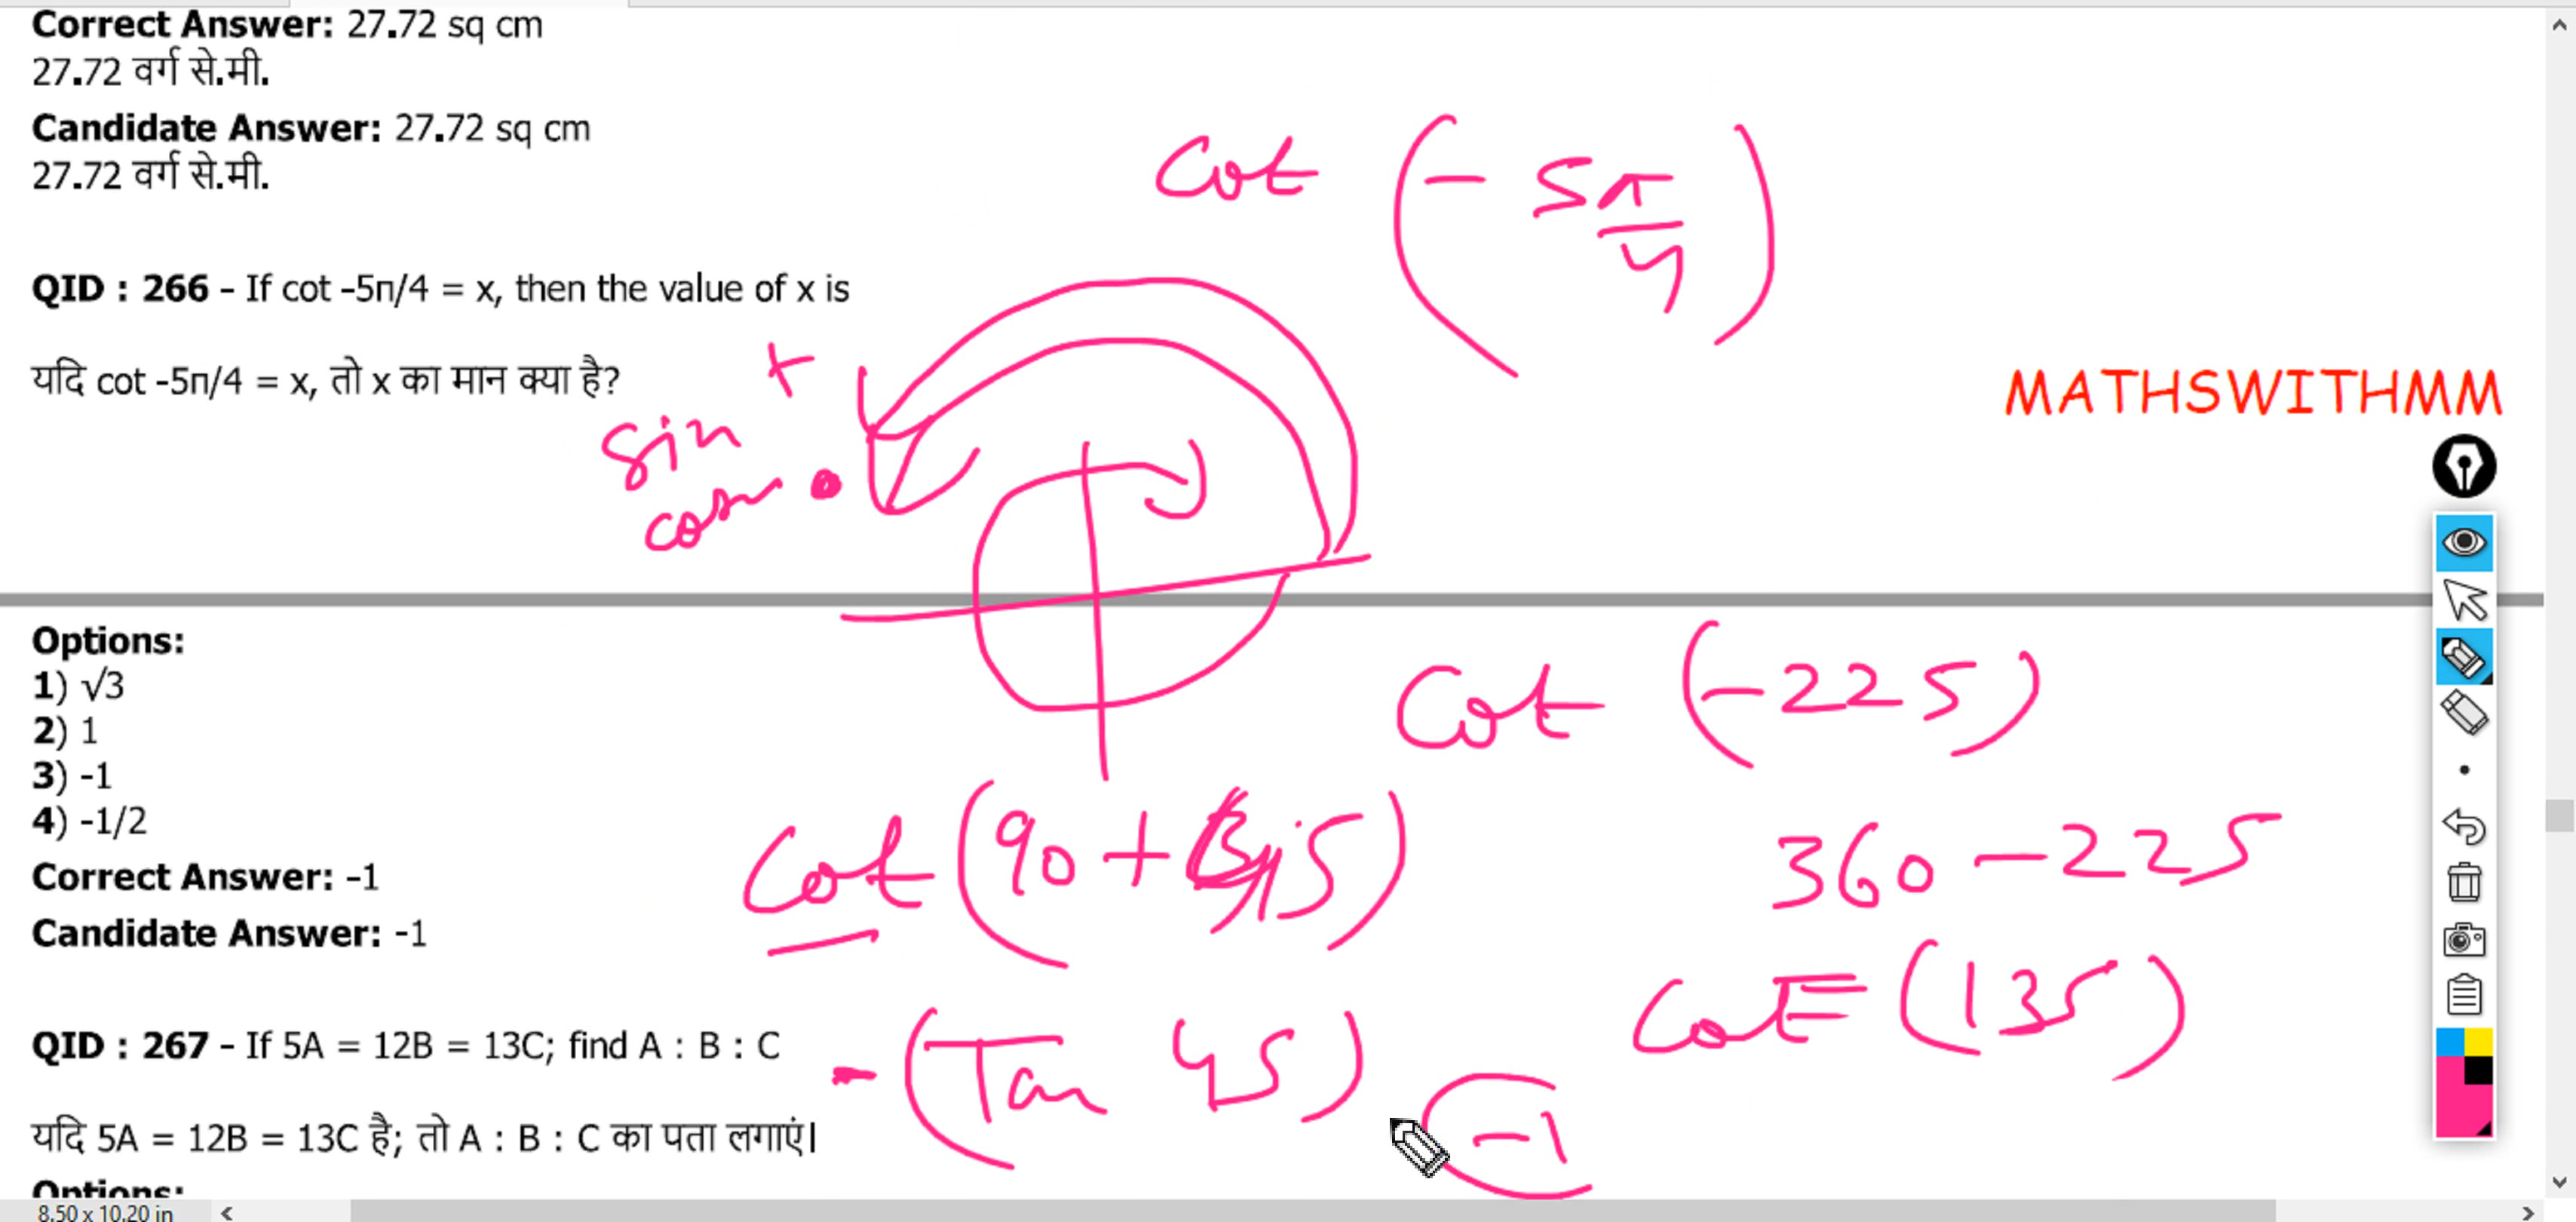 Correct Answer: 27.72 sq cm
27.72 वर्ग से.मी.
Candidate Answer: 27.72 sq cm
27.72 वर्ग से.मी.
Cot (- 5π/4)
QID : 266 - If cot -5п/4 = x, then the value of x is
यदि cot -5п/4 = x, तो x का मान क्या है?
MATHSWITHMM
+
sin
Options:
1) √3
2) 1
3) -1
4) -1/2
Cot (-225)
Cot (90 + 45)
360 - 225
Correct Answer: -1
Candidate Answer: -1
Cot (135)
QID : 267 - If 5A = 12B = 13C; find A : B : C
- (Tan 45)
-1
यदि 5A = 12B = 13C है; तो A : B : C का पता लगाएं।
Options:
8.50 x 10.20 in